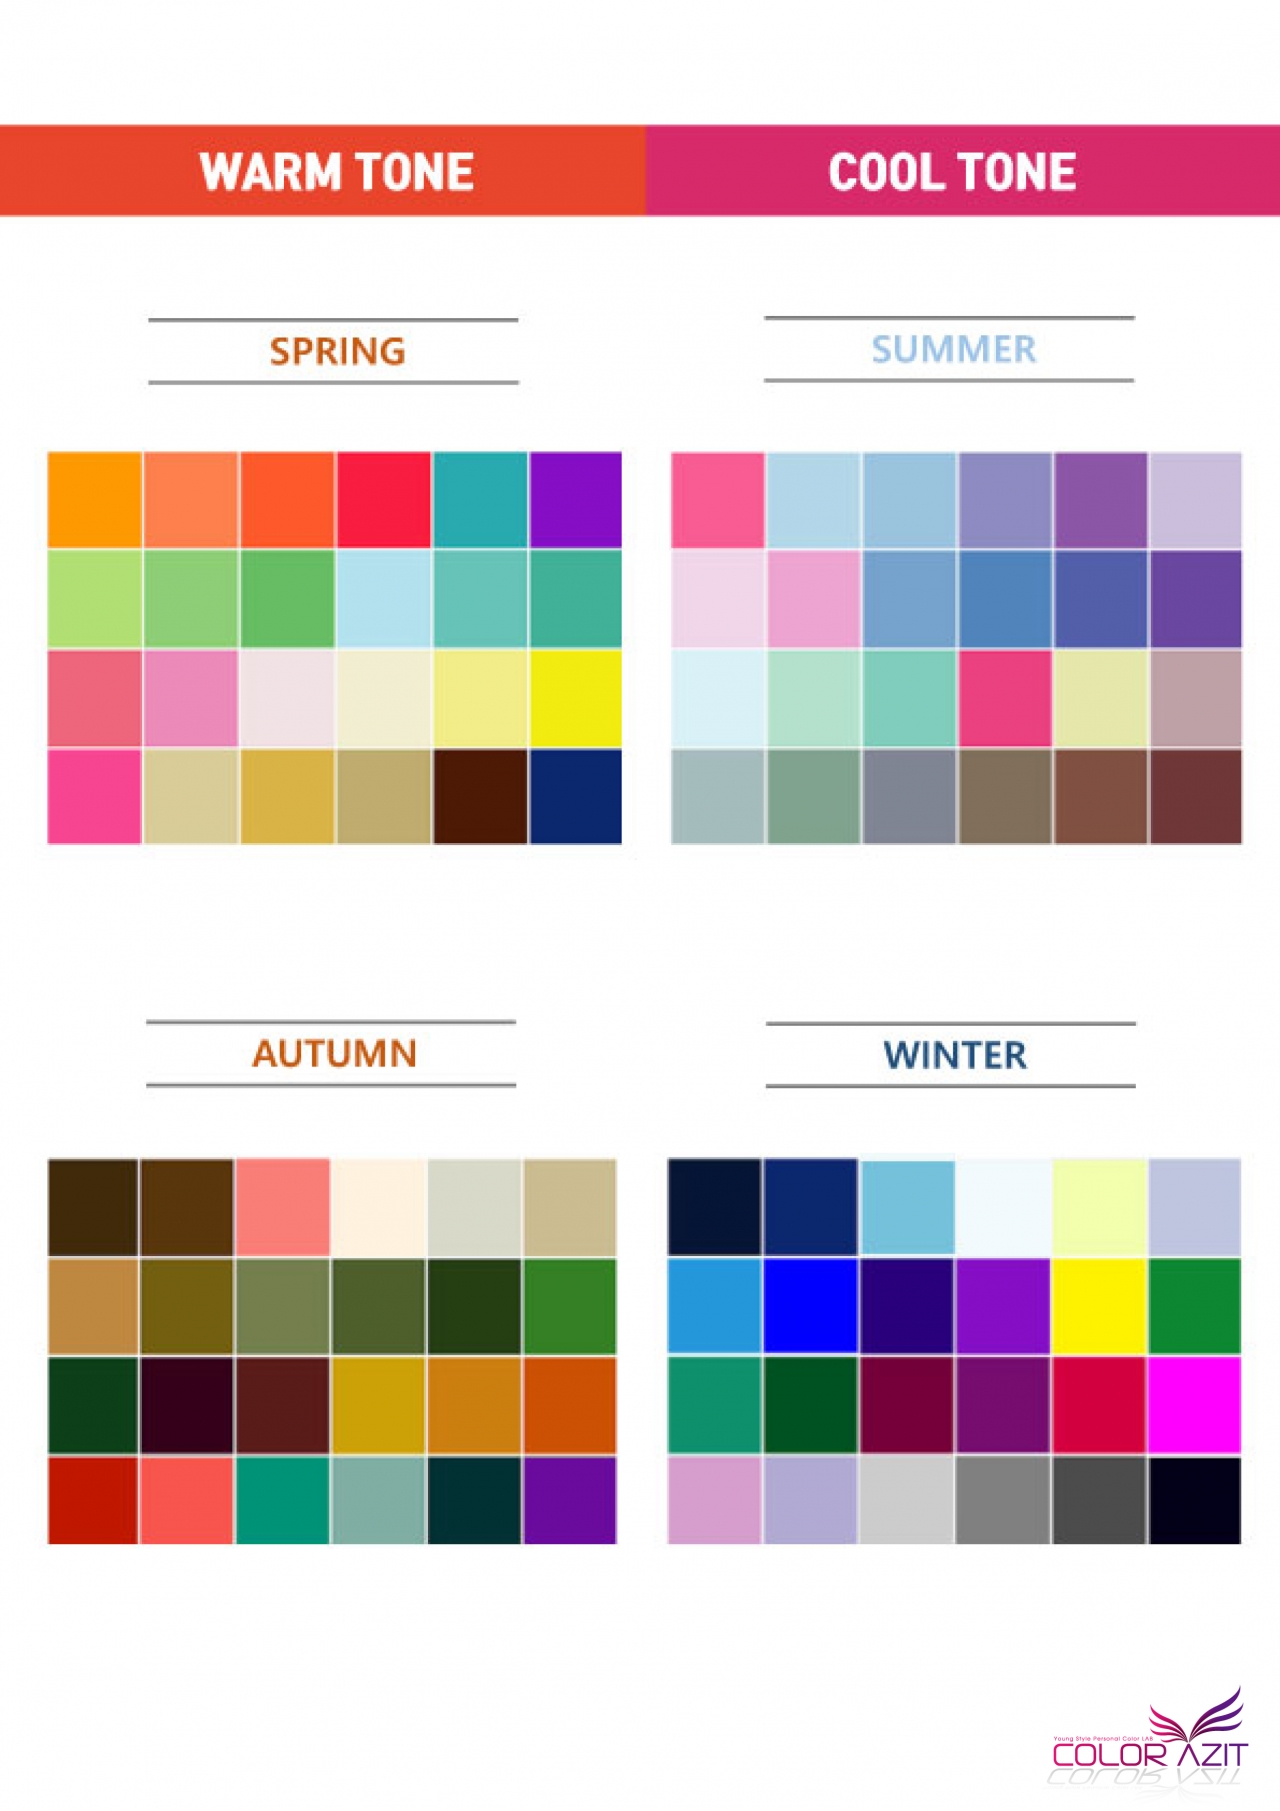 WARM TONE
COOL TONE
SPRING
SUMMER
AUTUMN
WINTER
Young Style Personal Color LAB
COLOR AZIT